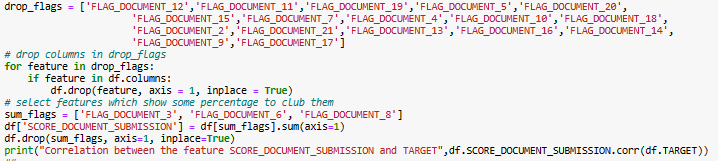 drop_flags = ['FLAG_DOCUMENT_12','FLAG_DOCUMENT_11','FLAG_DOCUMENT_19','FLAG_DOCUMENT_5','FLAG_DOCUMENT_20',
'FLAG_DOCUMENT_15','FLAG_DOCUMENT_7','FLAG_DOCUMENT_4','FLAG_DOCUMENT_10','FLAG_DOCUMENT_18',
'FLAG_DOCUMENT_2','FLAG_DOCUMENT_21','FLAG_DOCUMENT_13','FLAG_DOCUMENT_16','FLAG_DOCUMENT_14',
'FLAG_DOCUMENT_9','FLAG_DOCUMENT_17']
# drop columns in drop_flags
for feature in drop_flags:
if feature in df.columns:
df.drop(feature, axis = 1, inplace = True)
# select features which show some percentage to club them
sum_flags = ['FLAG_DOCUMENT_3', 'FLAG_DOCUMENT_6', 'FLAG_DOCUMENT_8']
df['SCORE_DOCUMENT_SUBMISSION'] = df[sum_flags].sum(axis=1)
df.drop(sum_flags, axis=1, inplace=True)
print("Correlation between the feature SCORE_DOCUMENT_SUBMISSION and TARGET",df.SCORE_DOCUMENT_SUBMISSION.corr(df.TARGET))